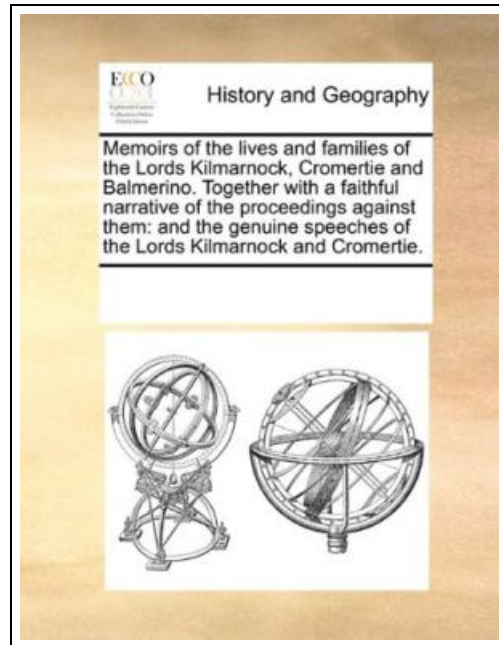 ECCO
History and Geography
Memoirs of the lives and families of
the Lords Kilmarnock, Cromertie and
Balmerino. Together with a faithful
narrative of the proceedings against
them: and the genuine speeches of
the Lords Kilmarnock and Cromertie.